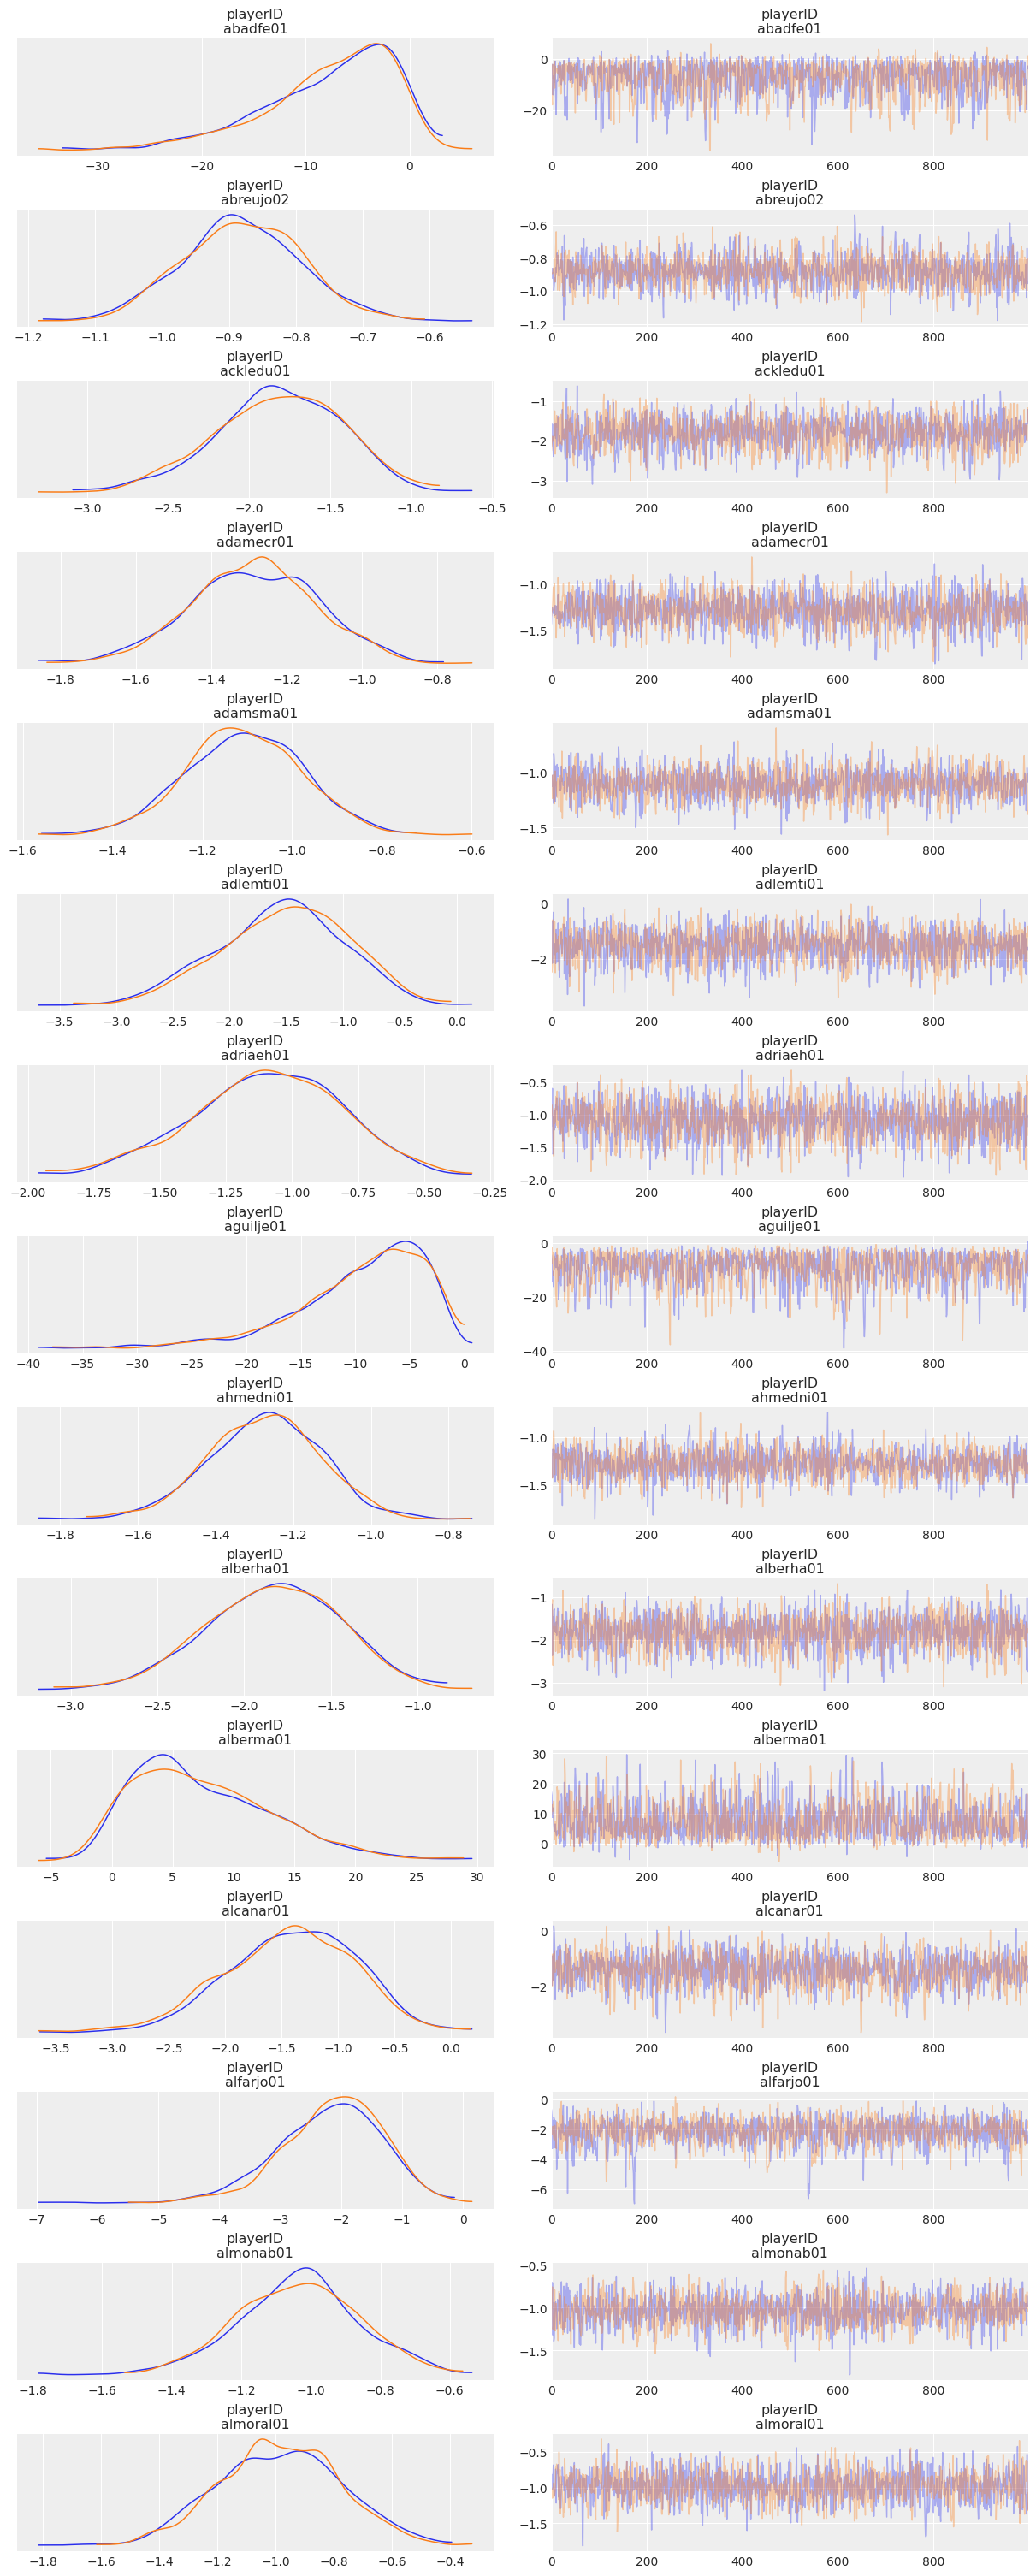 playerID playerID
abadfe01 abadfe01
0
−20
−30 −20 −10 0 0 200 400 600 800
playerID playerID
abreujo02 abreujo02
−0.6
−0.8
−1.0
−1.2
−1.2 −1.1 −1.0 −0.9 −0.8 −0.7 −0.6 0 200 400 600 800
playerID playerID
ackledu01 ackledu01
−1
−2
−3
−3.0 −2.5 −2.0 −1.5 −1.0 −0.5 0 200 400 600 800
playerID playerID
adamecr01 adamecr01
−1.0
−1.5
−1.8 −1.6 −1.4 −1.2 −1.0 −0.8 0 200 400 600 800
playerID playerID
adamsma01 adamsma01
−1.0
−1.5
−1.6 −1.4 −1.2 −1.0 −0.8 −0.6 0 200 400 600 800
playerID playerID
adlemti01 adlemti01
0
−2
−3.5 −3.0 −2.5 −2.0 −1.5 −1.0 −0.5 0.0 0 200 400 600 800
playerID playerID
adriaeh01 adriaeh01
−0.5
−1.0
−1.5
−2.0
−2.00 −1.75 −1.50 −1.25 −1.00 −0.75 −0.50 −0.25 0 200 400 600 800
playerID playerID
aguilje01 aguilje01
0
−20
−40
−40 −35 −30 −25 −20 −15 −10 −5 0 0 200 400 600 800
playerID playerID
ahmedni01 ahmedni01
−1.0
−1.5
−1.8 −1.6 −1.4 −1.2 −1.0 −0.8 0 200 400 600 800
playerID playerID
alberha01 alberha01
−1
−2
−3
−3.0 −2.5 −2.0 −1.5 −1.0 0 200 400 600 800
playerID playerID
alberma01 alberma01
30
20
10
0
−5 0 5 10 15 20 25 30 0 200 400 600 800
playerID playerID
alcanar01 alcanar01
0
−2
−3.5 −3.0 −2.5 −2.0 −1.5 −1.0 −0.5 0.0 0 200 400 600 800
playerID playerID
alfarjo01 alfarjo01
0
−2
−4
−6
−7 −6 −5 −4 −3 −2 −1 0 0 200 400 600 800
playerID playerID
almonab01 almonab01
−0.5
−1.0
−1.5
−1.8 −1.6 −1.4 −1.2 −1.0 −0.8 −0.6 0 200 400 600 800
playerID playerID
almoral01 almoral01
−0.5
−1.0
−1.5
−1.8 −1.6 −1.4 −1.2 −1.0 −0.8 −0.6 −0.4 0 200 400 600 800